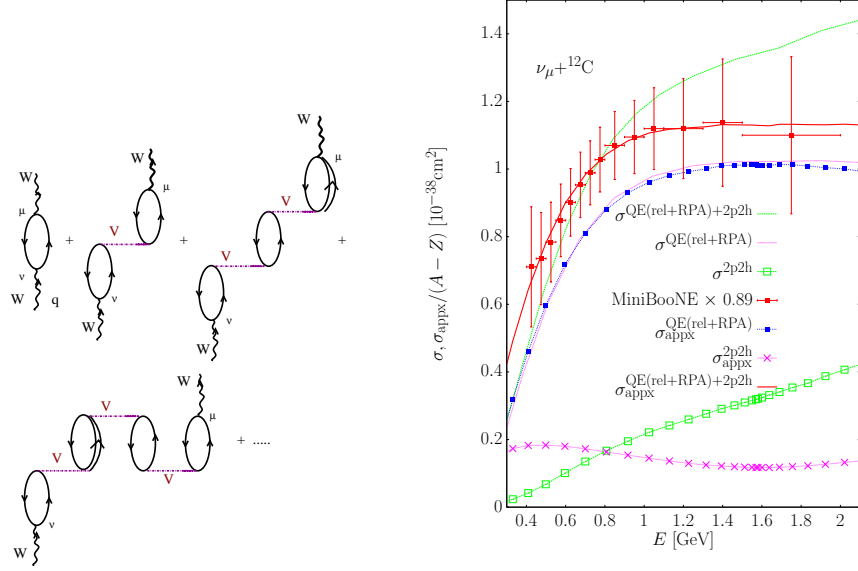 W
μ
ν
W
q
+
W
μ
V
ν
W
+
W
μ
V
V
ν
W
+
W
μ
V
V
V
ν
W
+ .....
σ, σ_appx/(A − Z) [10^−38 cm^2]
1.4
1.2
1
0.8
0.6
0.4
0.2
0
ν_μ+^12C
σ^QE(rel+RPA)+2p2h
σ^QE(rel+RPA)
σ^2p2h
MiniBooNE × 0.89
σ_appx^QE(rel+RPA)
σ_appx^2p2h
σ_appx^QE(rel+RPA)+2p2h
0.4 0.6 0.8 1 1.2 1.4 1.6 1.8 2
E [GeV]